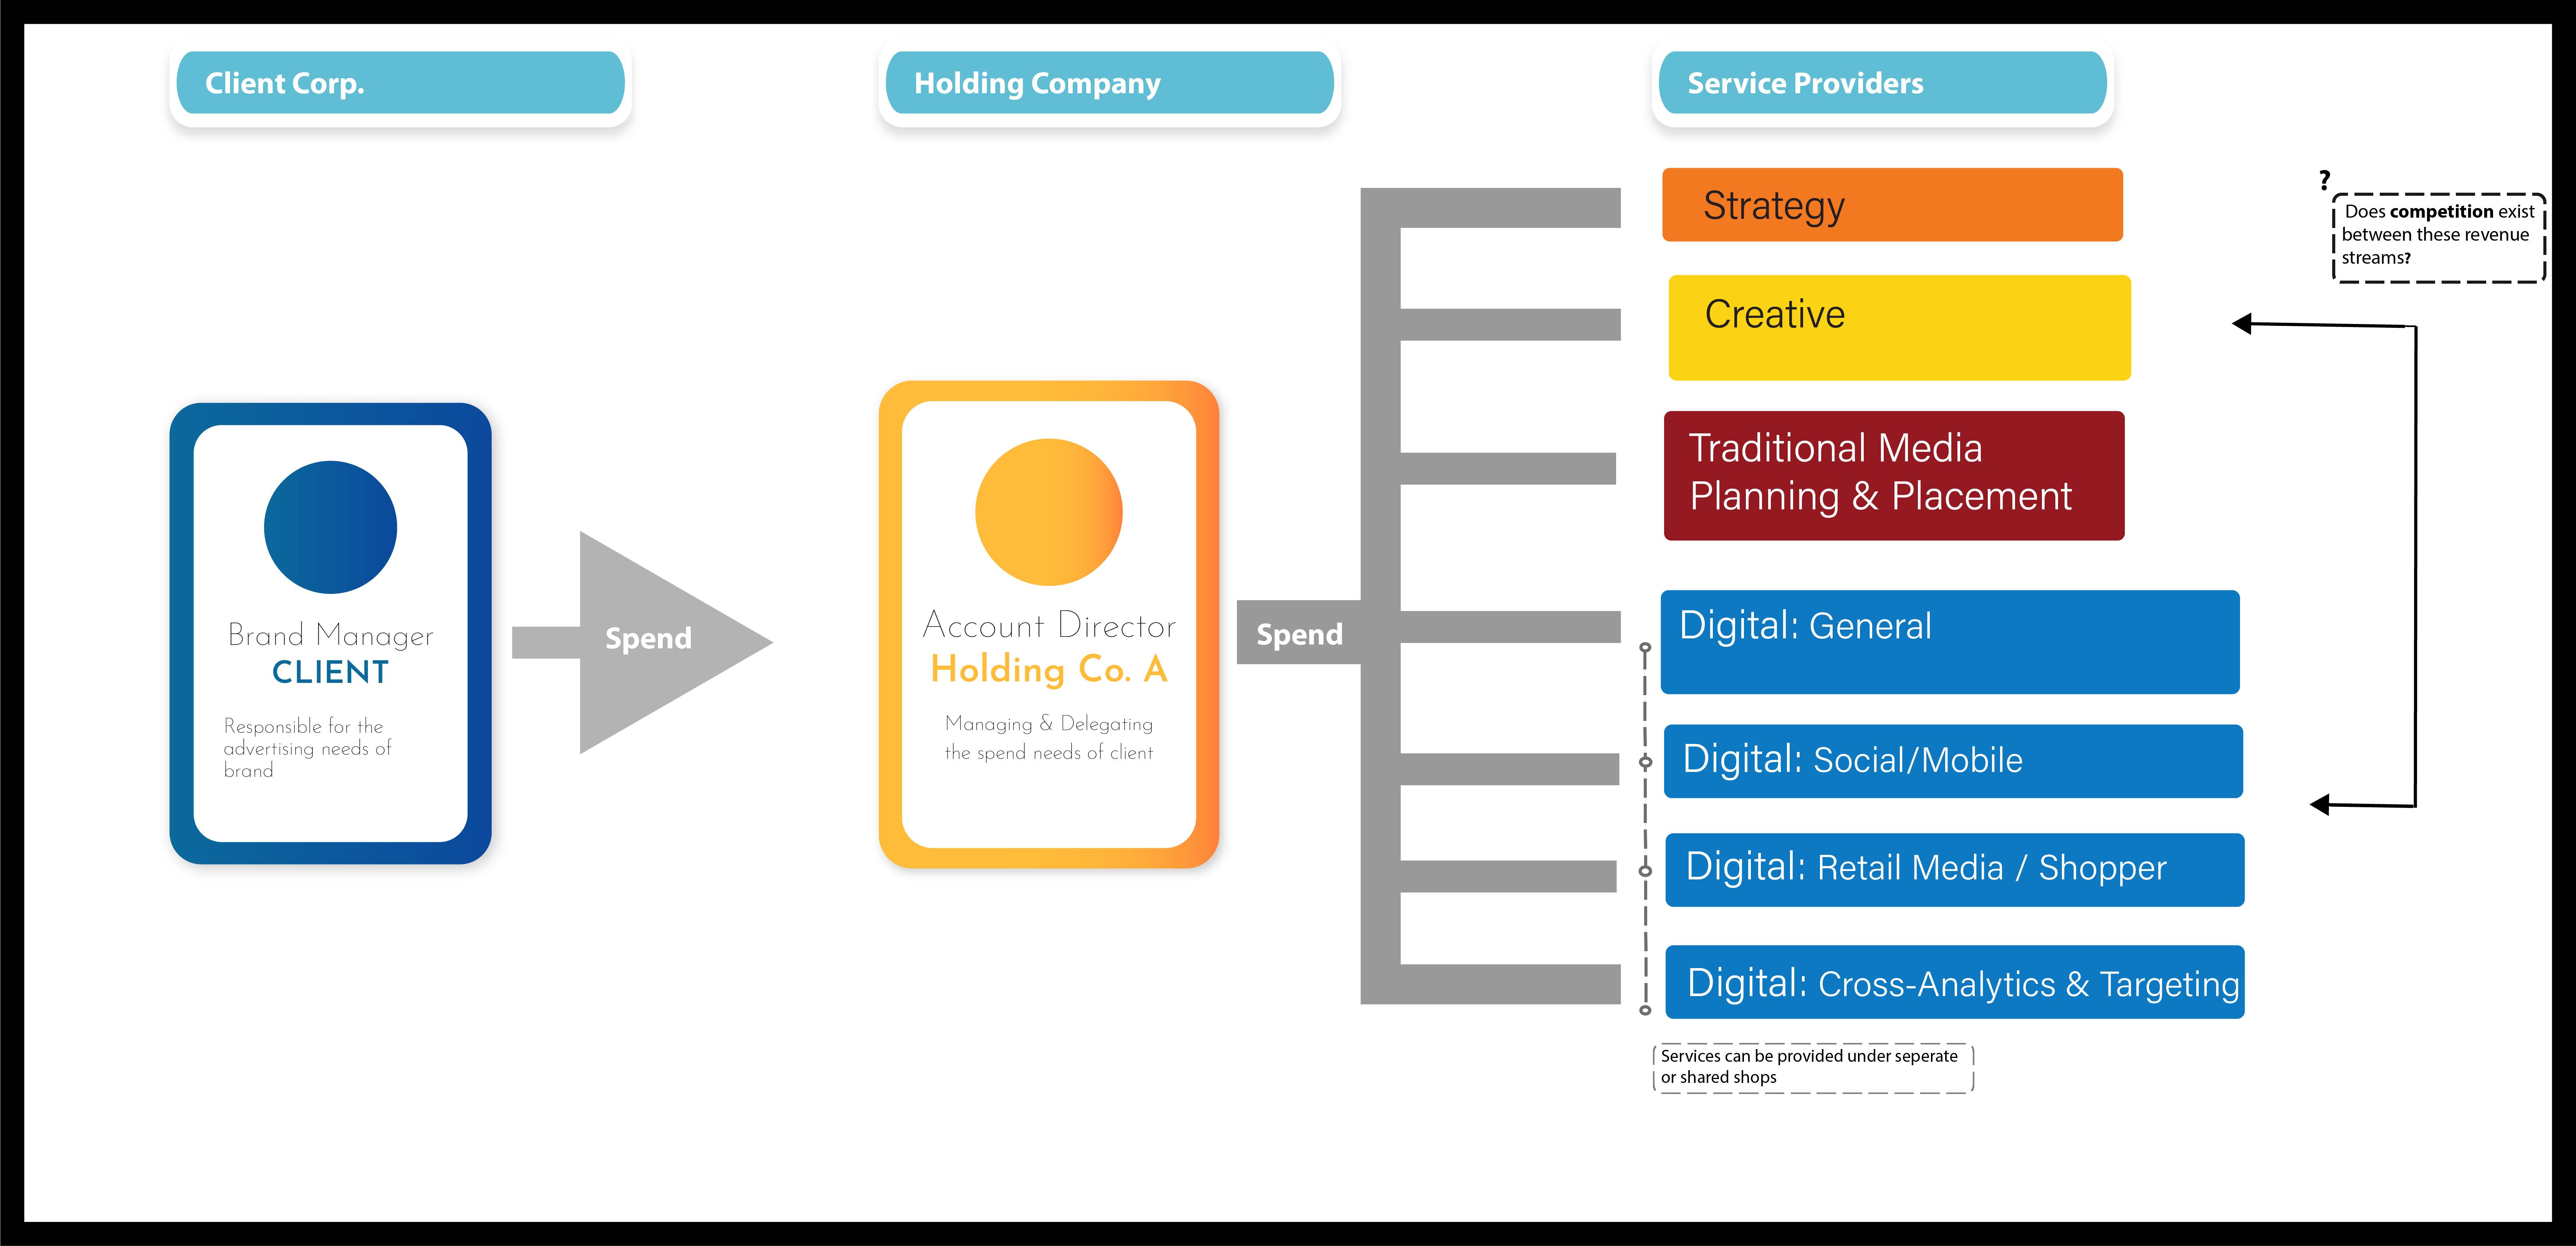 Client Corp.
Holding Company
Service Providers
Brand Manager
CLIENT
Responsible for the
advertising needs of
brand
Spend
Account Director
Holding Co. A
Managing & Delegating
the spend needs of client
Spend
Strategy
Creative
Traditional Media
Planning & Placement
Digital: General
Digital: Social/Mobile
Digital: Retail Media / Shopper
Digital: Cross-Analytics & Targeting
Services can be provided under seperate
or shared shops
?
Does competition exist
between these revenue
streams?